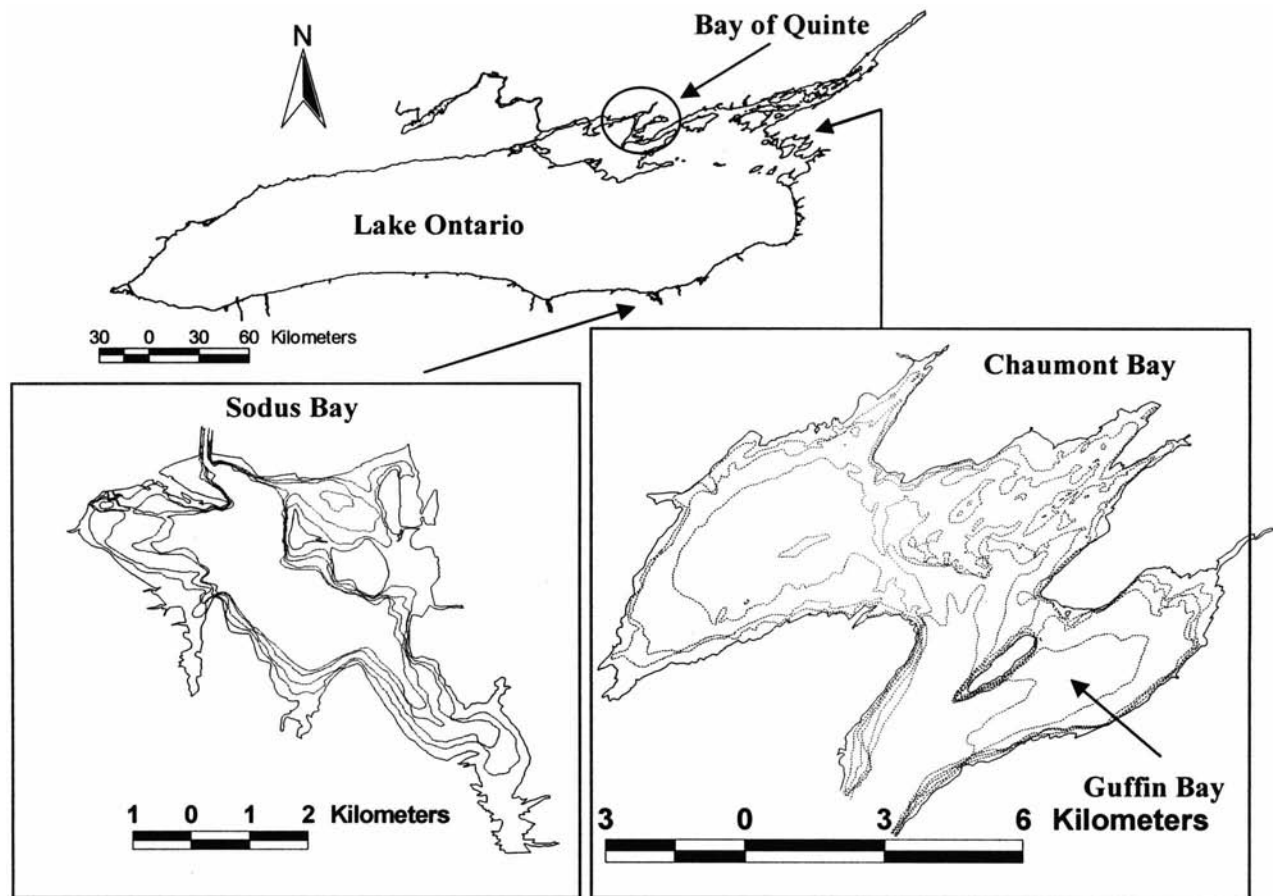 Bay of Quinte
N
Lake Ontario
30 0 30 60 Kilometers
Sodus Bay
1 0 1 2 Kilometers
Chaumont Bay
Guffin Bay
3 0 3 6 Kilometers